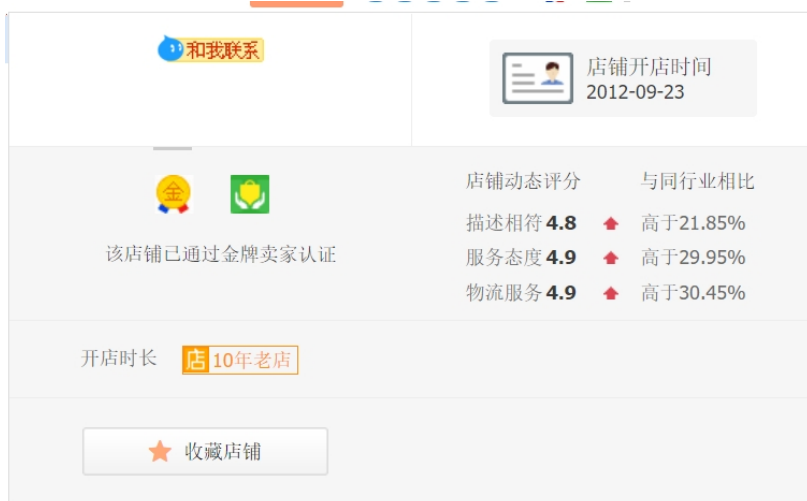 和我联系
店铺开店时间
2012-09-23
金
该店铺已通过金牌卖家认证
店铺动态评分 与同行业相比
描述相符 4.8 高于21.85%
服务态度 4.9 高于29.95%
物流服务 4.9 高于30.45%
开店时长 店 10年老店
收藏店铺